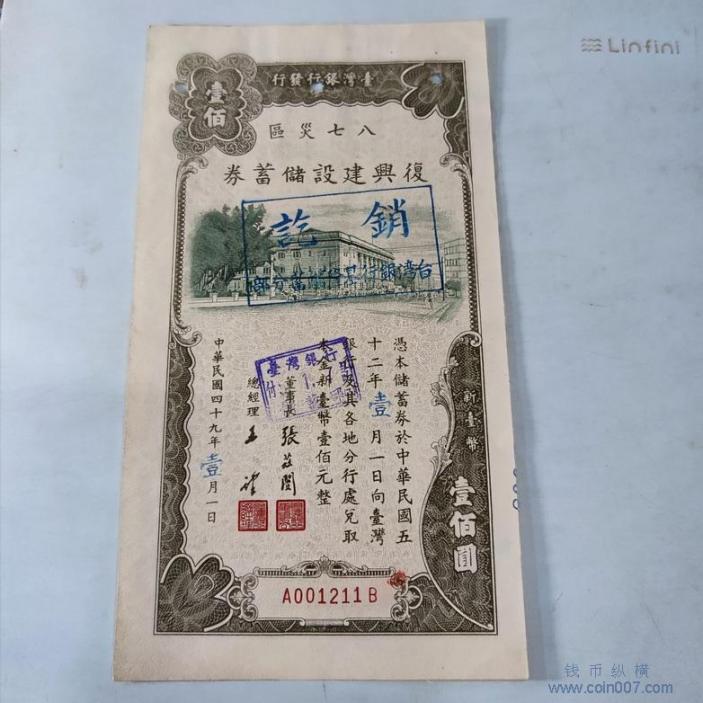 Linfini
行發行銀灣臺
壹佰
區災七八
券蓄儲設建興復
訖銷
憑本儲蓄券於中華民國五
十二年壹月一日向臺灣
銀行及其各地分行處兌取
本金新臺幣壹佰元整
臺灣銀行
董事長
總經理
中華民國四十九年壹月一日
新臺幣
壹佰圓
A001211B
钱币纵横
www.coin007.com